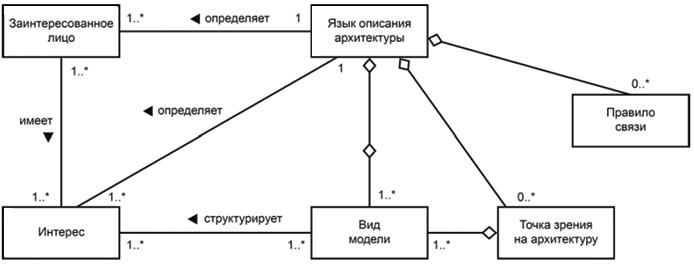 Заинтересованное
лицо
1..*
◄ определяет
1
Язык описания
архитектуры
1..*
1
0..*
Правило
связи
имеет
▼
◄ определяет
1..*
1..*
1..*
0..*
Интерес
1..*
◄ структурирует
1..*
Вид
модели
1..*
Точка зрения
на архитектуру